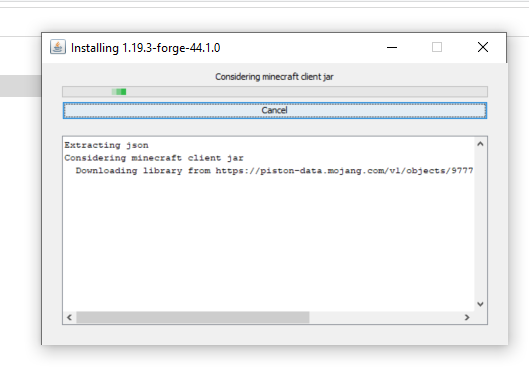 Installing 1.19.3-forge-44.1.0
Considering minecraft client jar
Cancel
Extracting json
Considering minecraft client jar
Downloading library from https://piston-data.mojang.com/v1/objects/9777